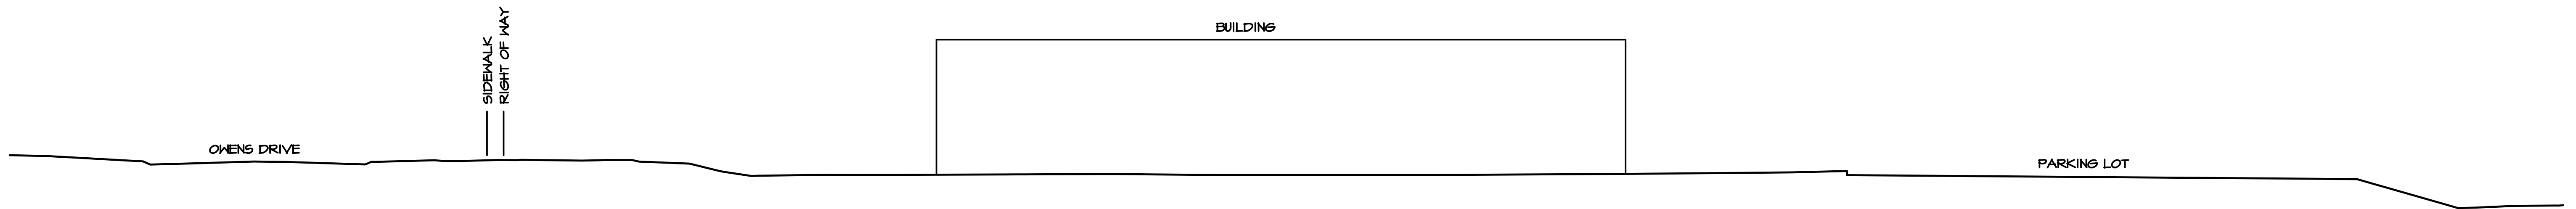 BUILDING
SIDEWALK
RIGHT OF WAY
OWENS DRIVE
PARKING LOT